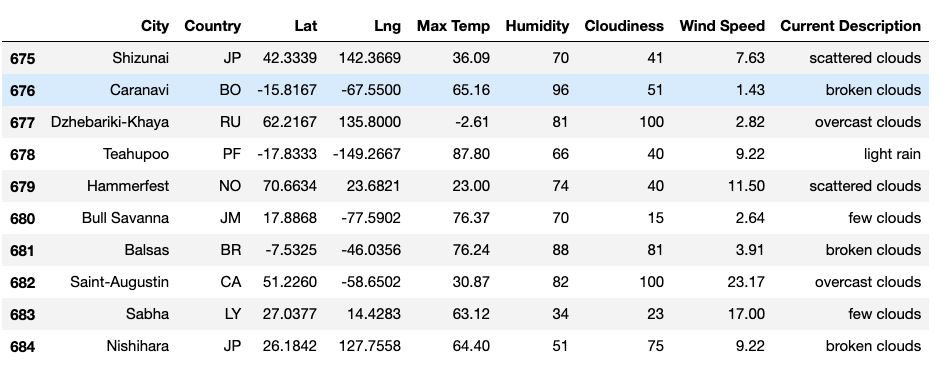 City Country Lat Lng Max Temp Humidity Cloudiness Wind Speed Current Description
675 Shizunai JP 42.3339 142.3669 36.09 70 41 7.63 scattered clouds
676 Caranavi BO -15.8167 -67.5500 65.16 96 51 1.43 broken clouds
677 Dzhebariki-Khaya RU 62.2167 135.8000 -2.61 81 100 2.82 overcast clouds
678 Teahupoo PF -17.8333 -149.2667 87.80 66 40 9.22 light rain
679 Hammerfest NO 70.6634 23.6821 23.00 74 40 11.50 scattered clouds
680 Bull Savanna JM 17.8868 -77.5902 76.37 70 15 2.64 few clouds
681 Balsas BR -7.5325 -46.0356 76.24 88 81 3.91 broken clouds
682 Saint-Augustin CA 51.2260 -58.6502 30.87 82 100 23.17 overcast clouds
683 Sabha LY 27.0377 14.4283 63.12 34 23 17.00 few clouds
684 Nishihara JP 26.1842 127.7558 64.40 51 75 9.22 broken clouds